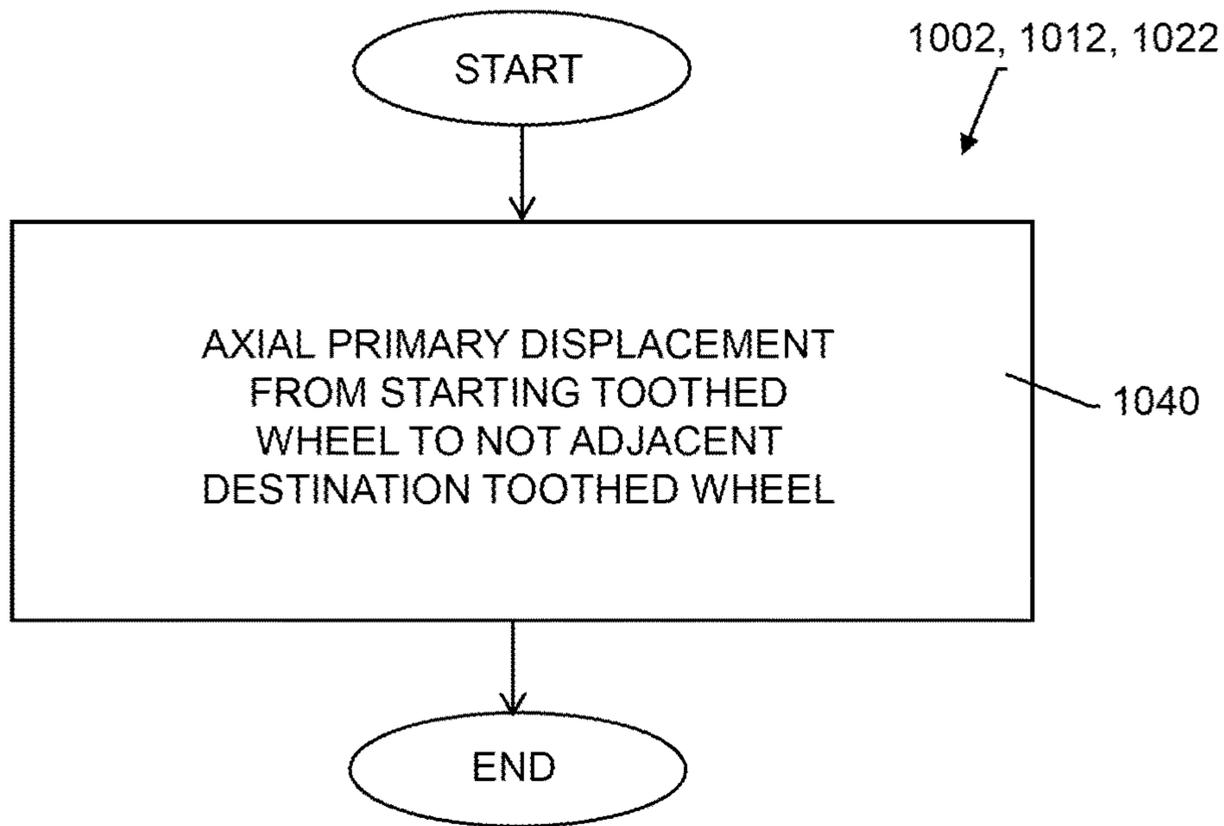 START
1002, 1012, 1022
AXIAL PRIMARY DISPLACEMENT
FROM STARTING TOOTHED
WHEEL TO NOT ADJACENT
DESTINATION TOOTHED WHEEL
1040
END